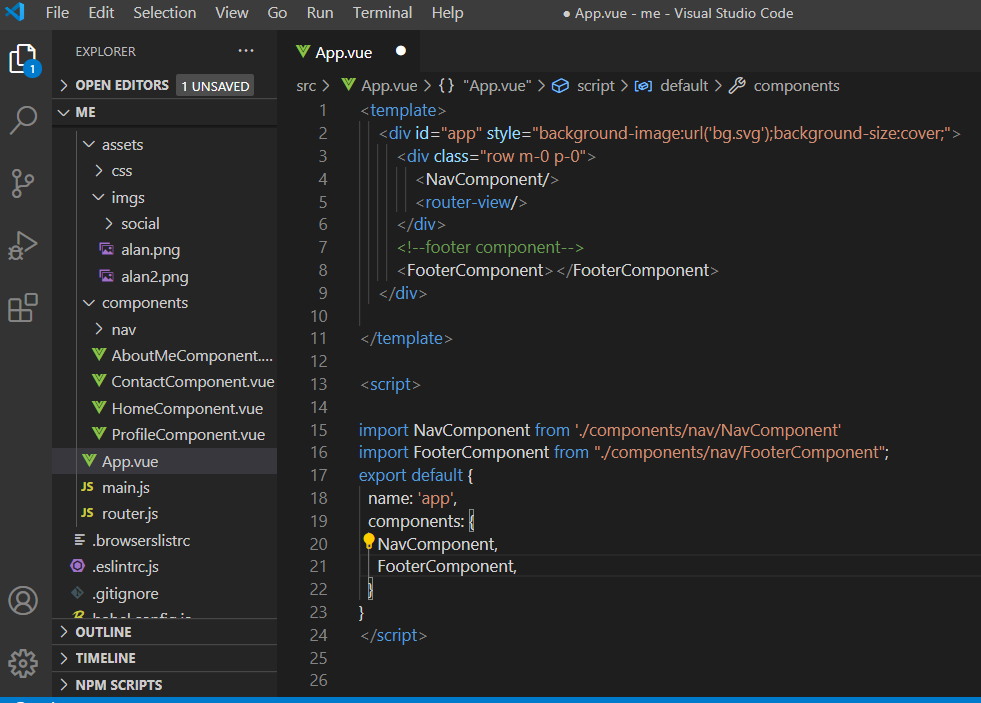 File Edit Selection View Go Run Terminal Help ● App.vue - me - Visual Studio Code
1
EXPLORER ...
OPEN EDITORS 1 UNSAVED
ME
assets
css
imgs
social
alan.png
alan2.png
components
nav
AboutMeComponent....
ContactComponent.vue
HomeComponent.vue
ProfileComponent.vue
App.vue
JS main.js
JS router.js
.browserslistrc
.eslintrc.js
.gitignore
OUTLINE
TIMELINE
NPM SCRIPTS
App.vue ●
src > App.vue > {} "App.vue" > script > default > components
1 <template>
2 <div id="app" style="background-image:url('bg.svg');background-size:cover;">
3 <div class="row m-0 p-0">
4 <NavComponent/>
5 <router-view/>
6 </div>
7 <!--footer component-->
8 <FooterComponent></FooterComponent>
9 </div>
10
11 </template>
12
13 <script>
14
15 import NavComponent from './components/nav/NavComponent'
16 import FooterComponent from "./components/nav/FooterComponent";
17 export default {
18 name: 'app',
19 components: {
20 NavComponent,
21 FooterComponent,
22 }
23 }
24 </script>
25
26